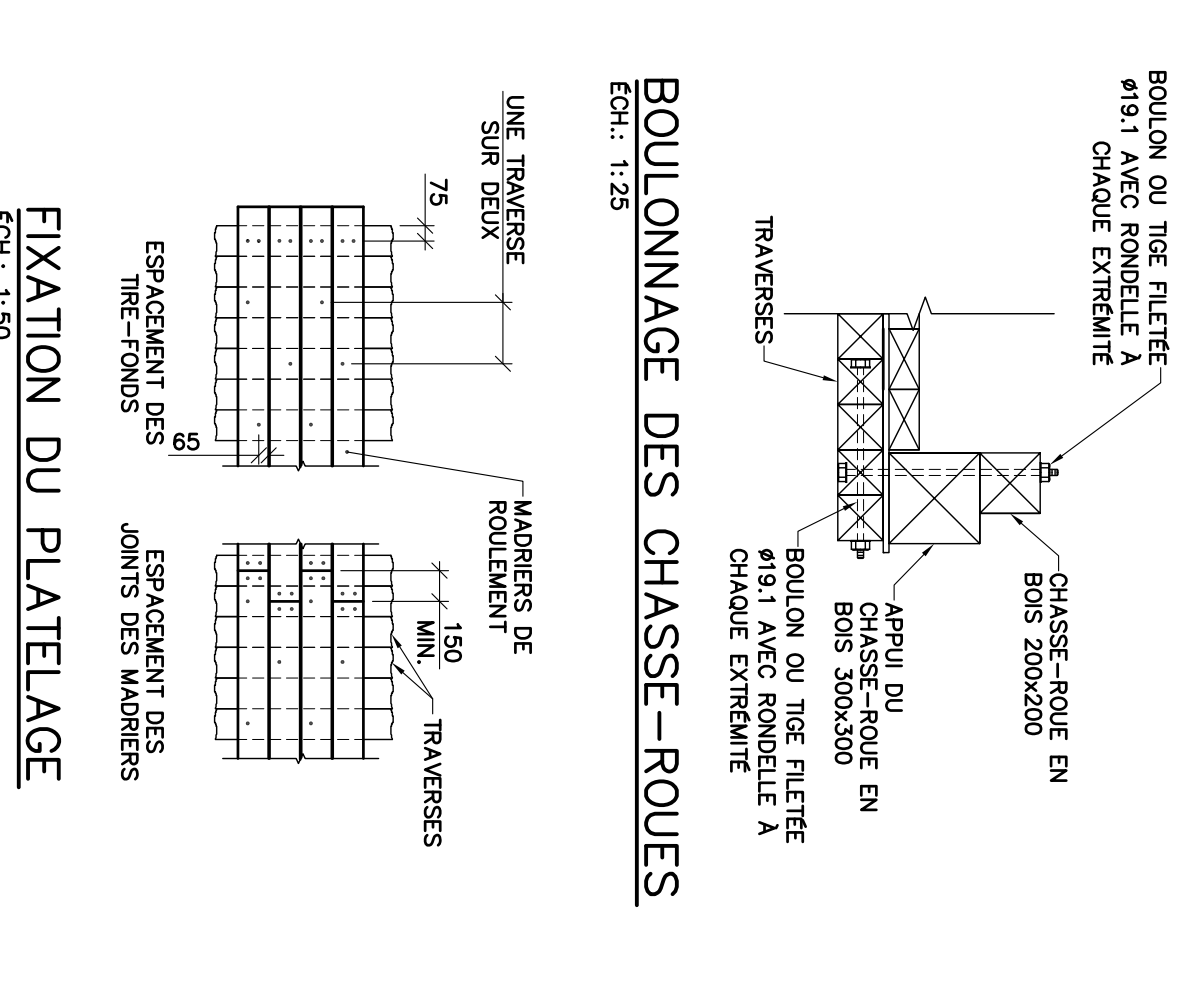 BOULON OU TIGE FILETÉE
ø19.1 AVEC RONDELLE À
CHAQUE EXTRÉMITÉ
CHASSE-ROUE EN
BOIS 200x200
APPUI DU
CHASSE-ROUE EN
BOIS 300x300
TRAVERSES
BOULON OU TIGE FILETÉE
ø19.1 AVEC RONDELLE À
CHAQUE EXTRÉMITÉ
BOULONNAGE DES CHASSE-ROUES
ÉCH.: 1:25
UNE TRAVERSE
SUR DEUX
75
MADRIERS DE
ROULEMENT
150
MIN.
TRAVERSES
65
ESPACEMENT DES
TIRE-FONDS
ESPACEMENT DES
JOINTS DES MADRIERS
FIXATION DU PLATELAGE
ÉCH.: 1:50